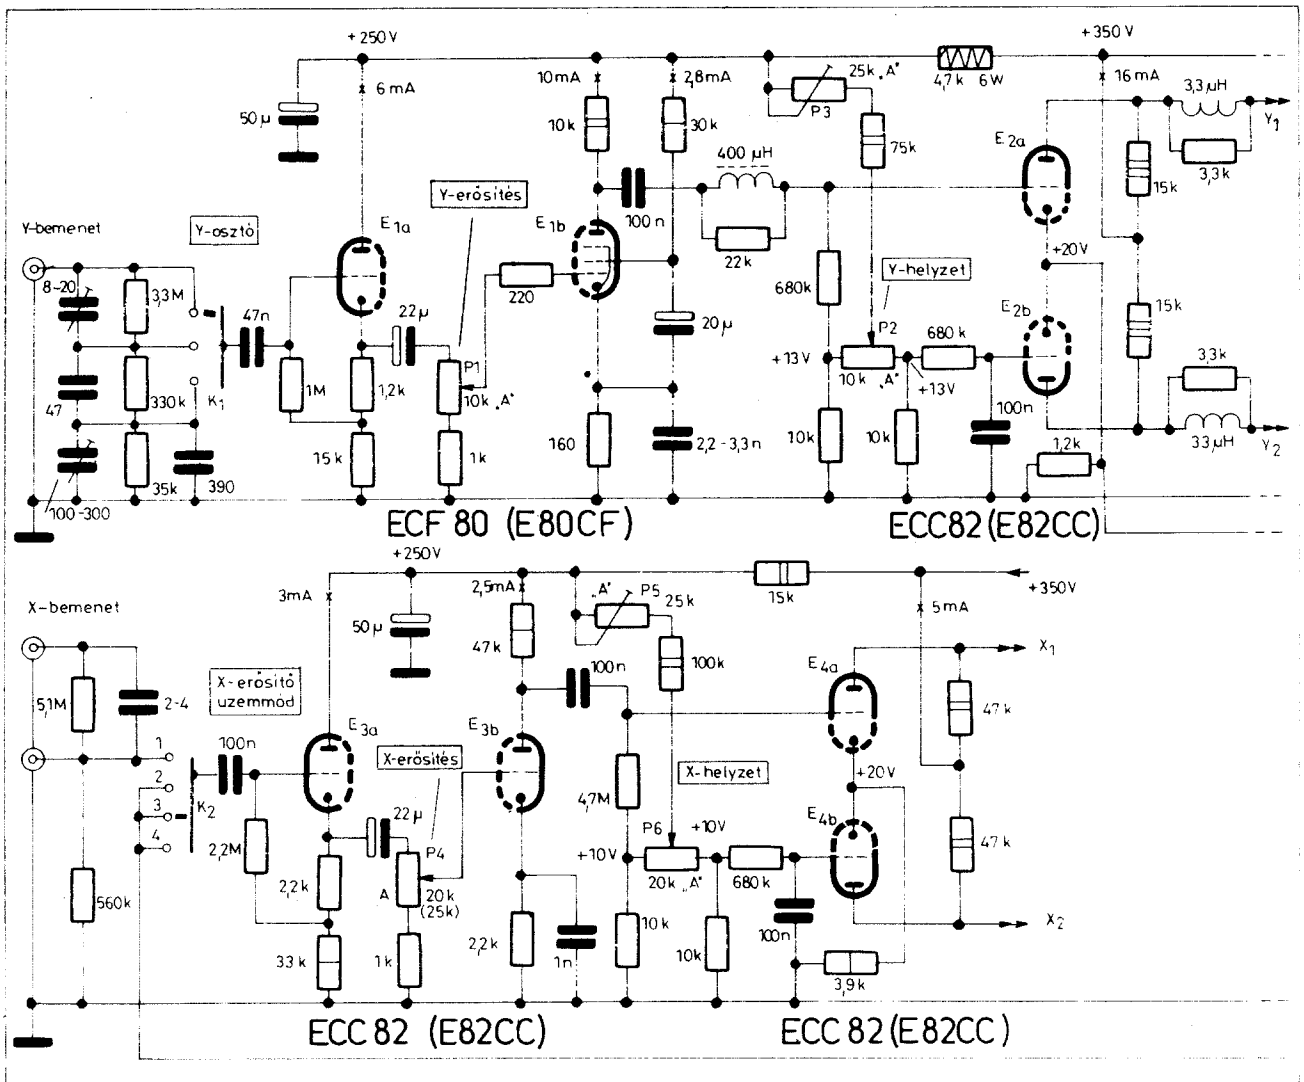 +250V
+350V
6mA
10mA
2,8mA
25k „A"
P3
4,7k 6W
16mA
3,3µH
Y1
50µ
10k
30k
75k
E2a
15k
3,3k
400µH
Y-erősítés
100n
Y-bemenet
Y-osztó
E1a
E1b
22k
+20V
8-20
3,3M
47n
22µ
220
680k
Y-helyzet
20µ
P2
680k
E2b
15k
K1
P1
+13V
10k „A"
+13V
3,3k
47
330k
1M
1,2k
10k „A"
100n
33µH
Y2
160
2,2-3,3n
10k
10k
1,2k
35k
390
15k
1k
100-300
ECF 80 (E80CF)
ECC82 (E82CC)
+250V
3mA
2,5mA
„A"
P5
25k
15k
+350V
5mA
X-bemenet
50µ
47k
100n
100k
X1
5,1M
2-4
X-erősítő
üzemmód
E4a
47k
1
100n
E3a
X-erősítés
E3b
X-helyzet
+20V
2
K2
3
4
22µ
4,7M
P6
+10V
E4b
47k
2,2M
P4
+10V
20k „A"
680k
560k
2,2k
A
20k
(25k)
10k
100n
X2
33k
1k
2,2k
1n
10k
3,9k
ECC 82 (E82CC)
ECC 82 (E82CC)